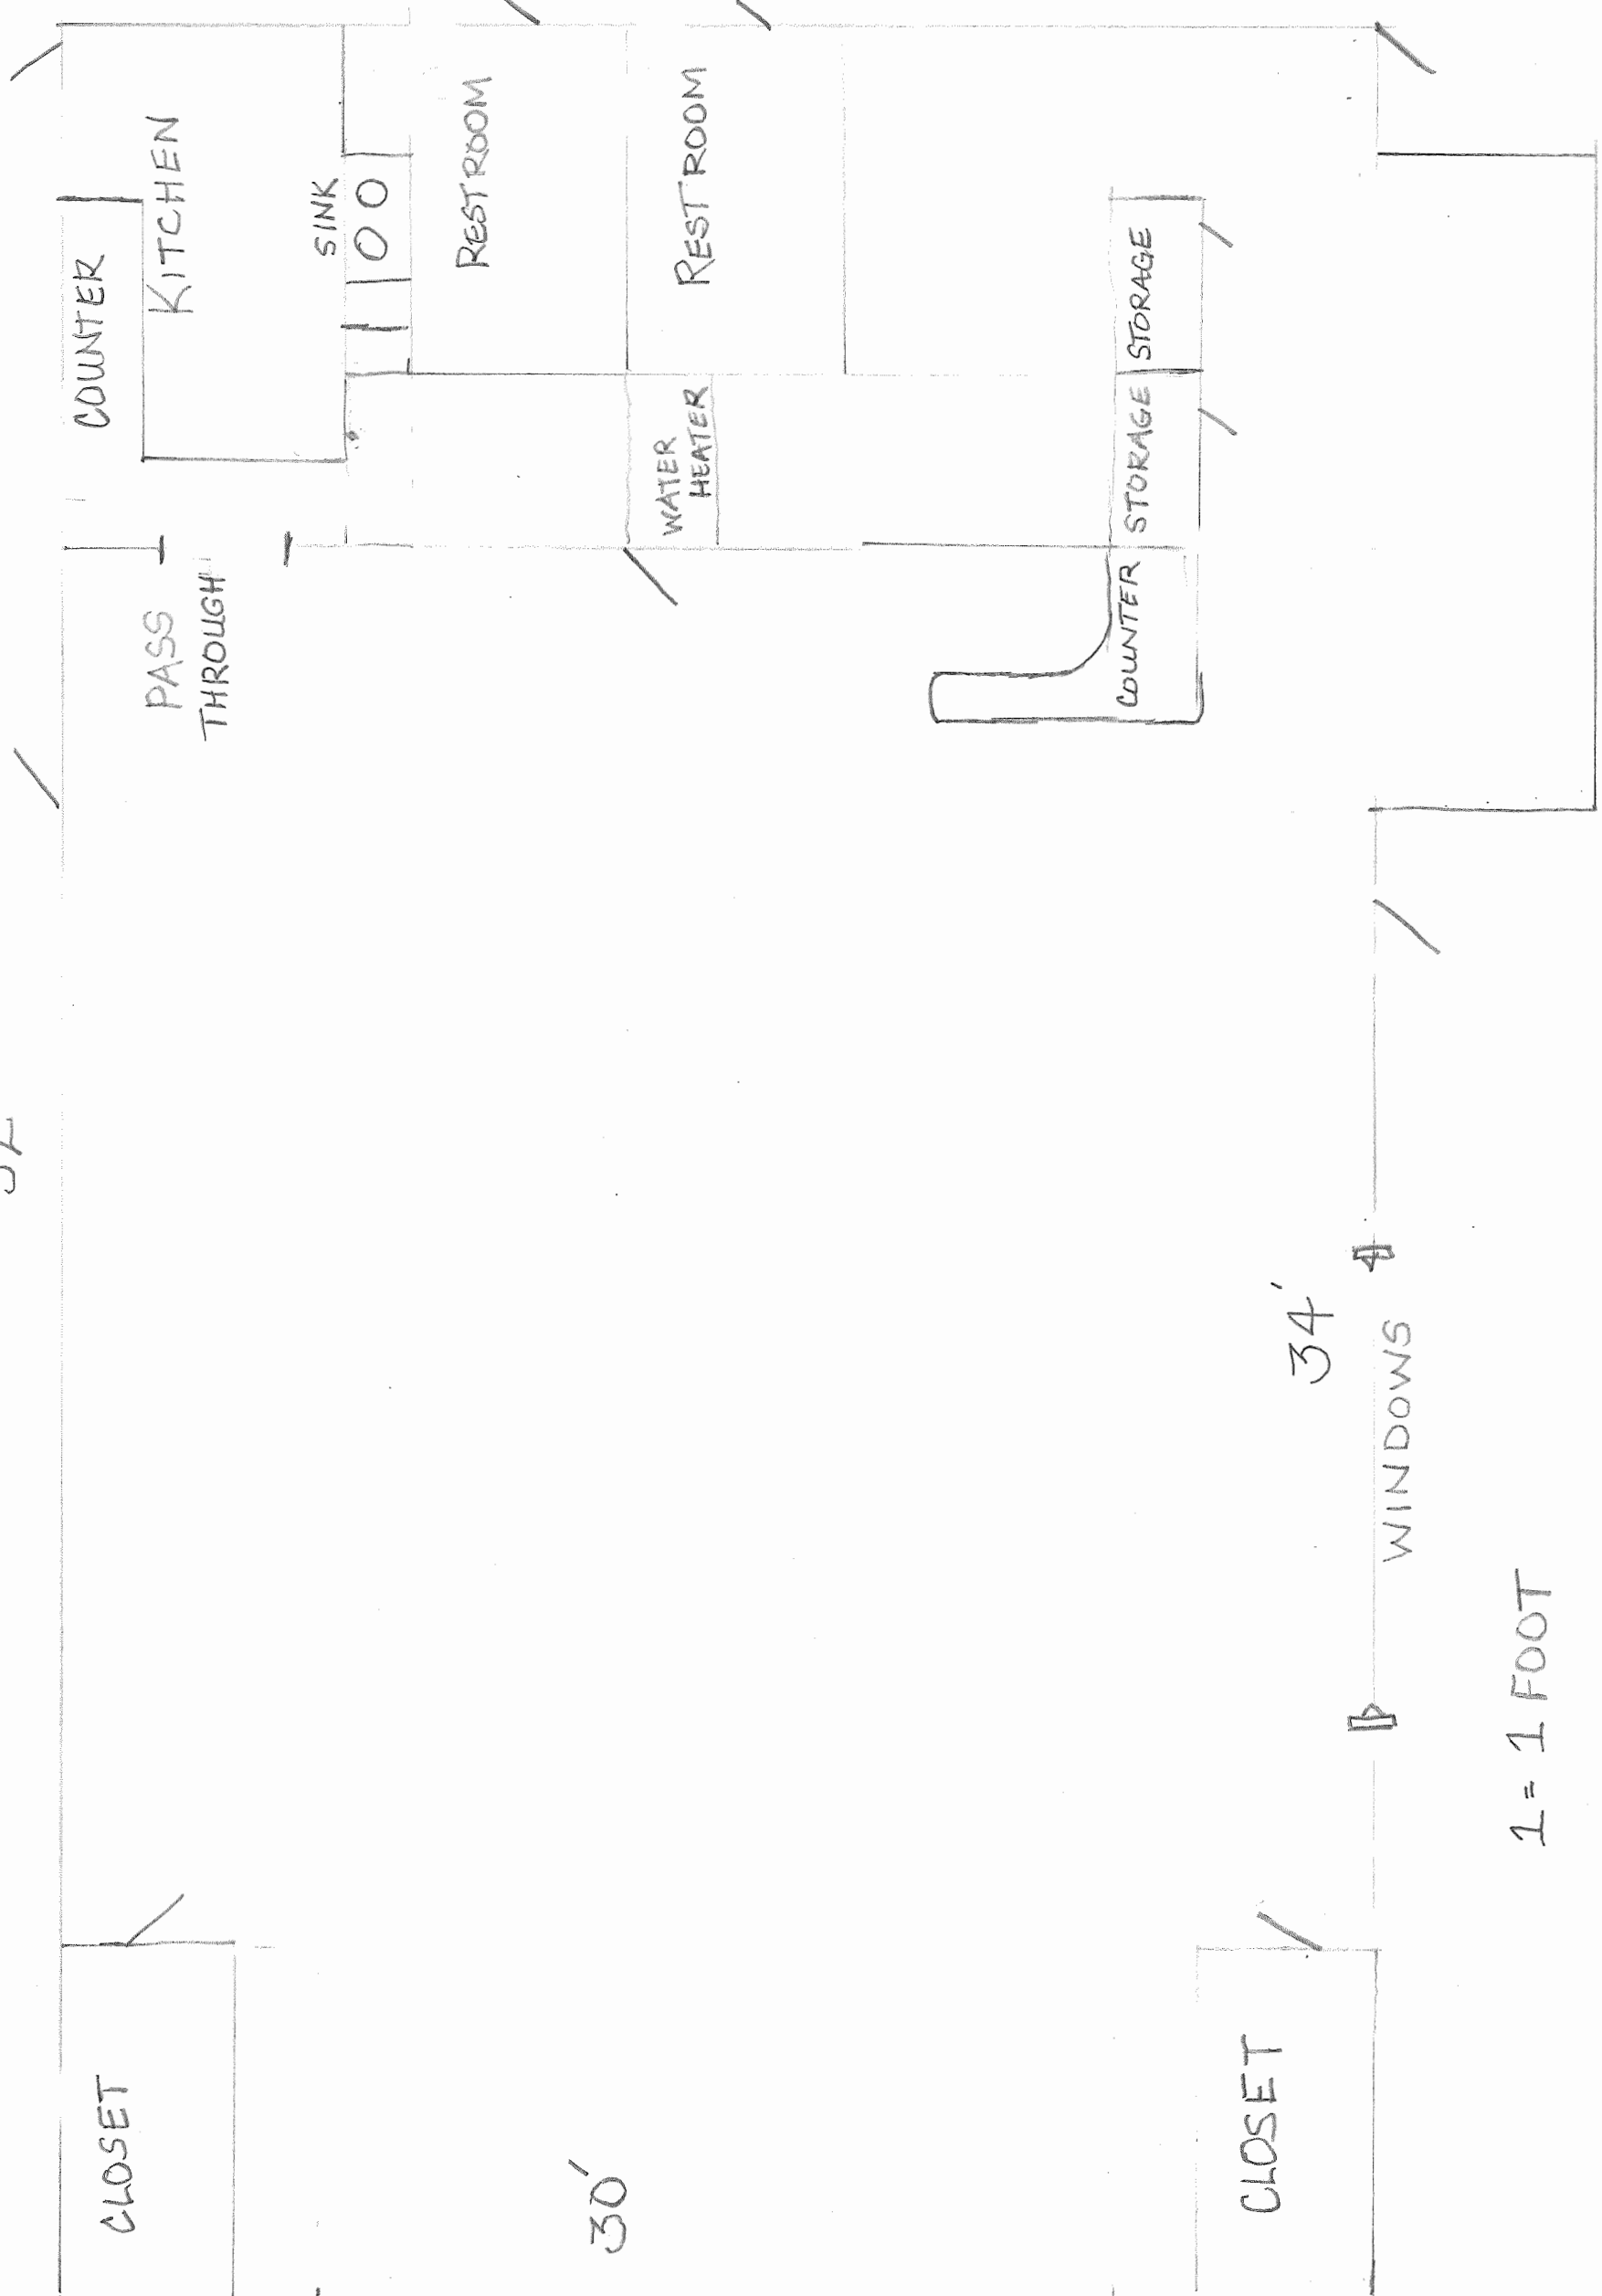 COUNTER
KITCHEN
SINK
RESTROOM
RESTROOM
STORAGE
STORAGE
COUNTER
WATER
HEATER
PASS
THROUGH
34'
WINDOWS
1 = 1 FOOT
CLOSET
30'
CLOSET